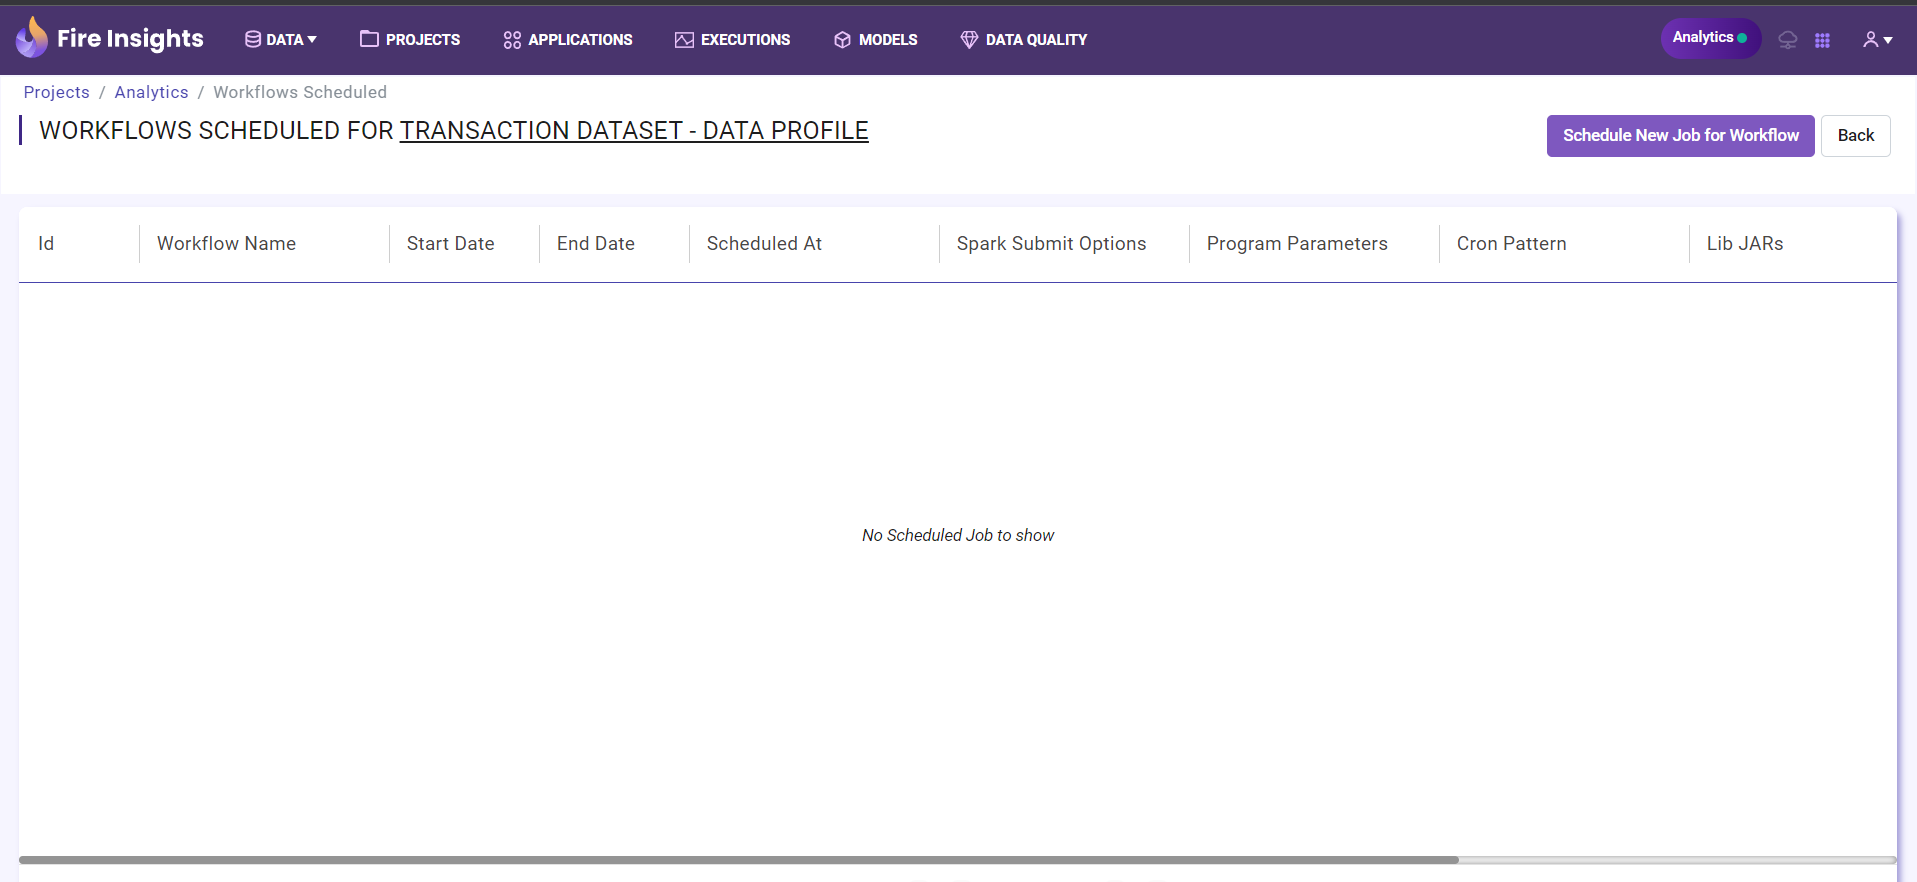 Fire Insights DATA PROJECTS APPLICATIONS EXECUTIONS MODELS DATA QUALITY Analytics
Projects / Analytics / Workflows Scheduled
WORKFLOWS SCHEDULED FOR TRANSACTION DATASET - DATA PROFILE
Schedule New Job for Workflow Back
Id Workflow Name Start Date End Date Scheduled At Spark Submit Options Program Parameters Cron Pattern Lib JARs
No Scheduled Job to show